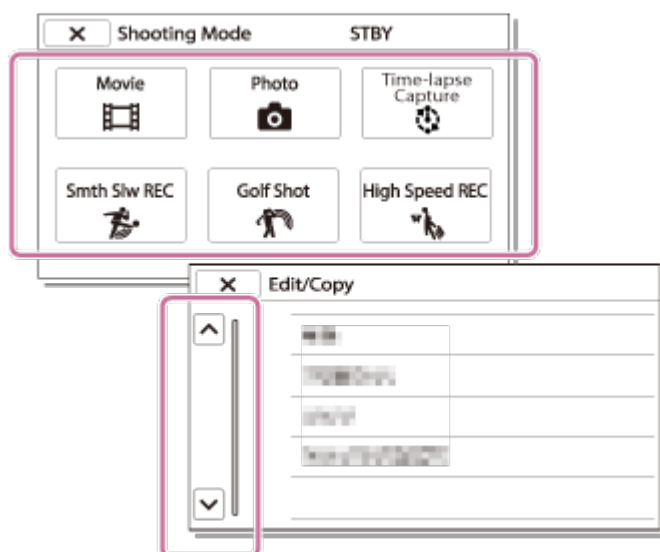 Shooting Mode STBY
Movie Photo Time-lapse
Capture
Smth Slw REC Golf Shot High Speed REC
Edit/Copy